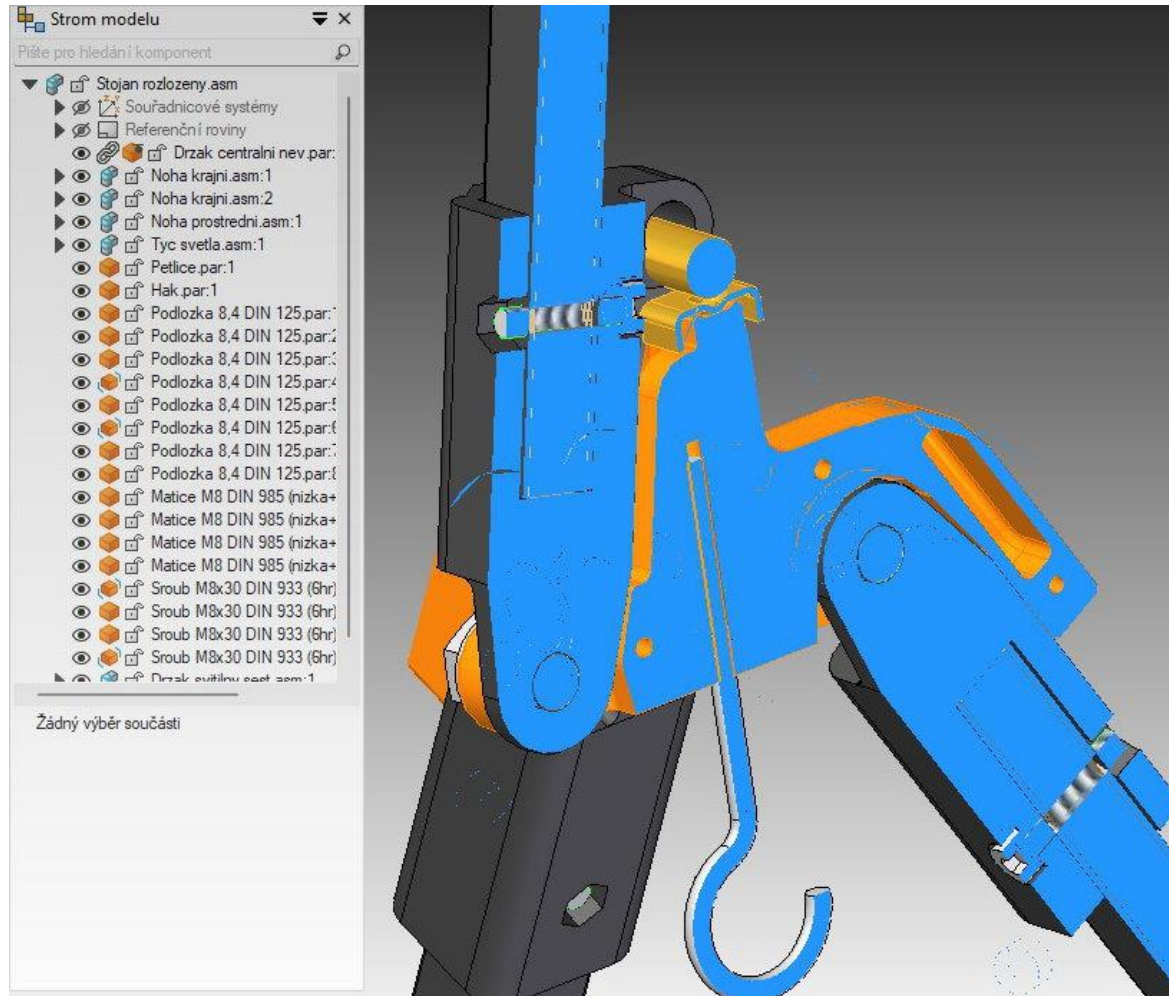 Strom modelu
Pište pro hledání komponent
Stojan rozlozeny.asm
Souřadnicové systémy
Referenční roviny
Drzak centralni nev.par:
Noha krajni.asm:1
Noha krajni.asm:2
Noha prostredni.asm:1
Tyc svetla.asm:1
Petlice.par:1
Hak.par:1
Podlozka 8,4 DIN 125.par:1
Podlozka 8,4 DIN 125.par:2
Podlozka 8,4 DIN 125.par:3
Podlozka 8,4 DIN 125.par:4
Podlozka 8,4 DIN 125.par:5
Podlozka 8,4 DIN 125.par:6
Podlozka 8,4 DIN 125.par:7
Podlozka 8,4 DIN 125.par:8
Matice M8 DIN 985 (nizka+
Matice M8 DIN 985 (nizka+
Matice M8 DIN 985 (nizka+
Matice M8 DIN 985 (nizka+
Sroub M8x30 DIN 933 (6hr)
Sroub M8x30 DIN 933 (6hr)
Sroub M8x30 DIN 933 (6hr)
Sroub M8x30 DIN 933 (6hr)
Drzak svitilny sest.asm:1
Žádný výběr součásti